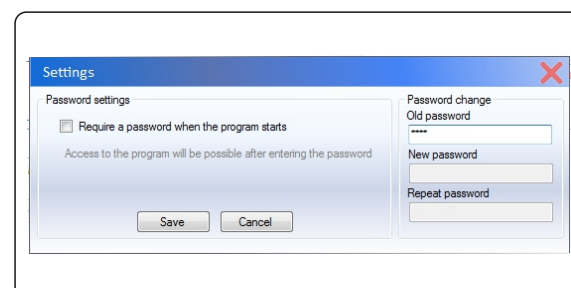 Settings
Password settings
Require a password when the program starts
Access to the program will be possible after entering the password
Save
Cancel
Password change
Old password
****
New password
Repeat password